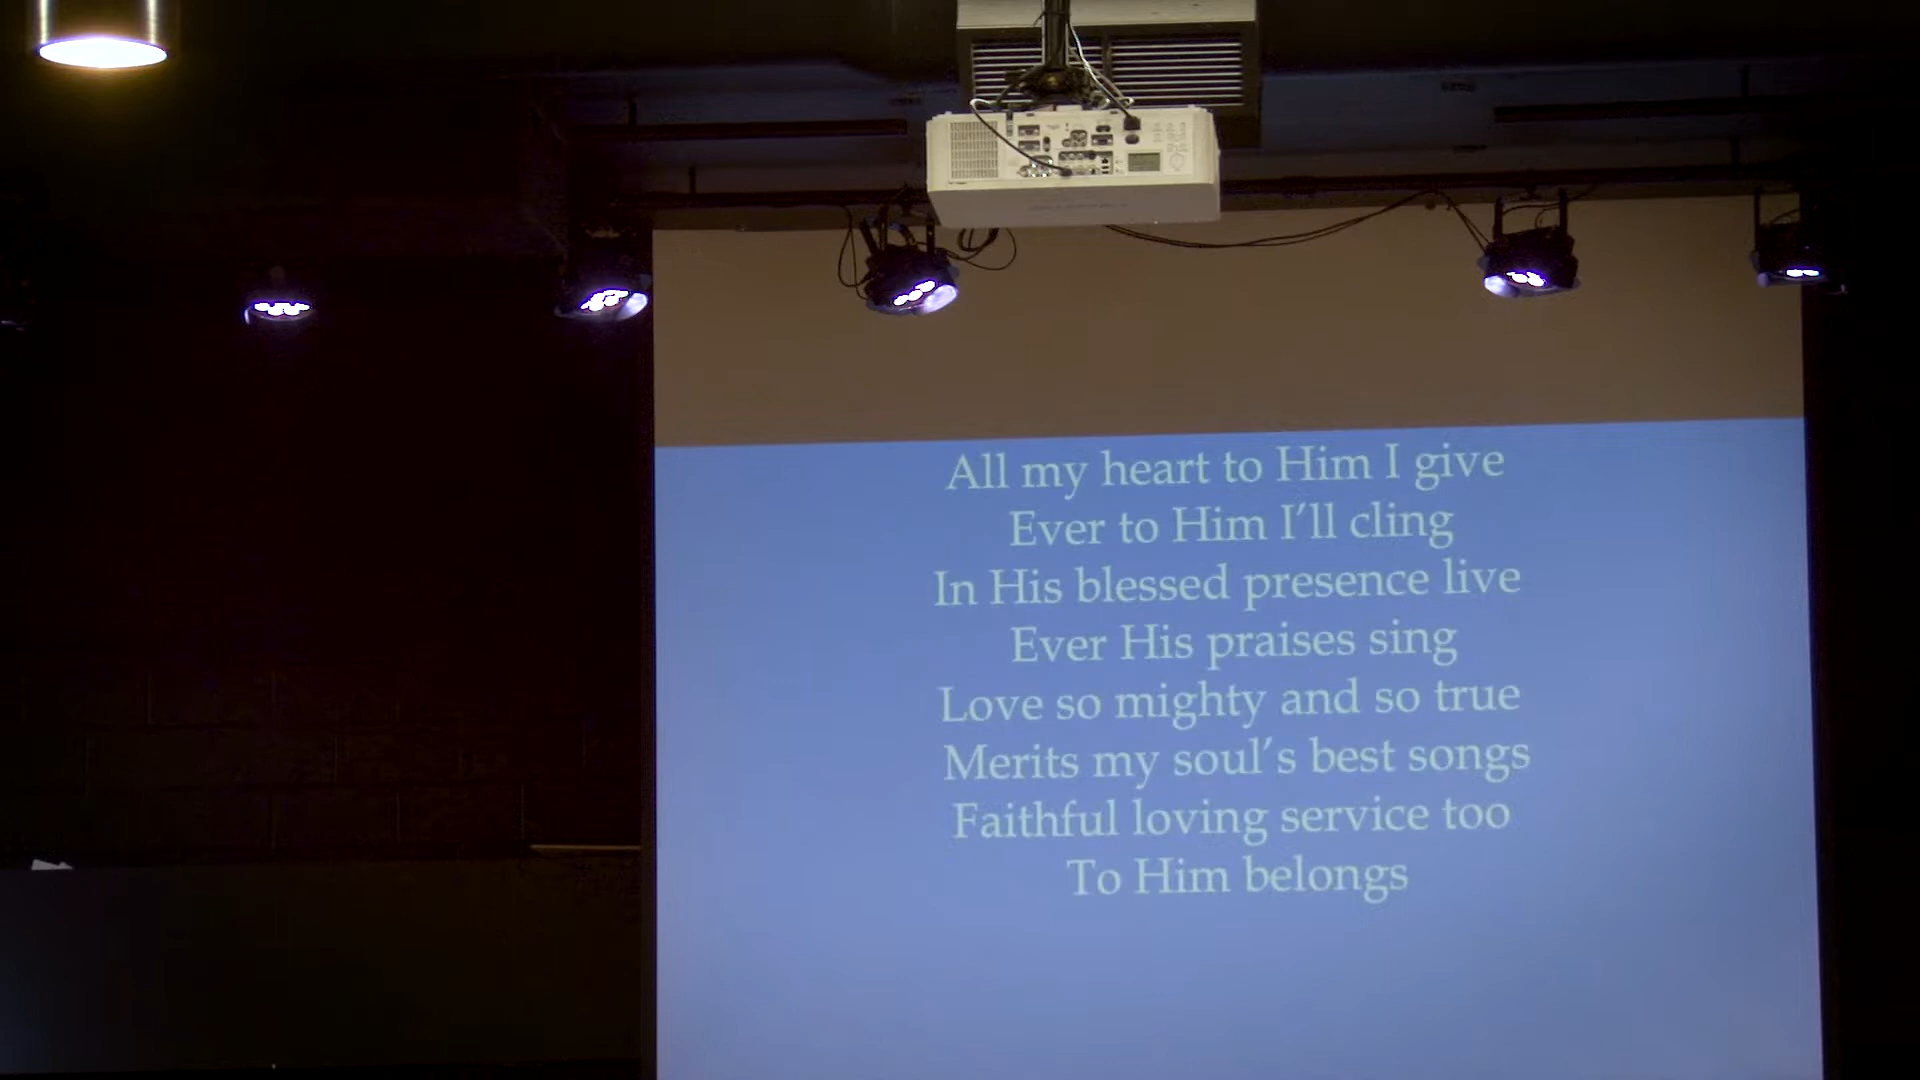 All my heart to Him I give
Ever to Him I’ll cling
In His blessed presence live
Ever His praises sing
Love so mighty and so true
Merits my soul’s best songs
Faithful loving service too
To Him belongs